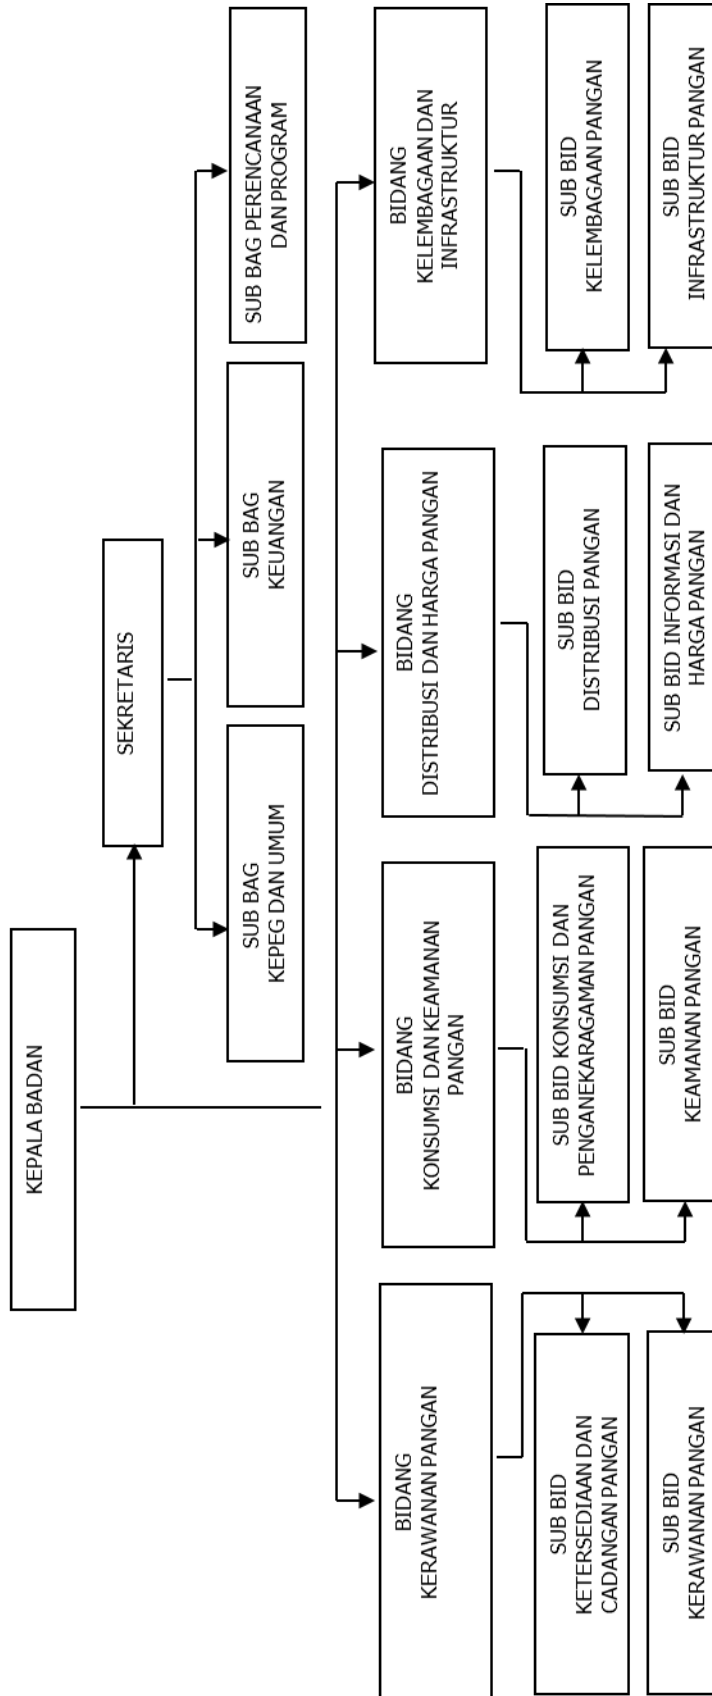 KEPALA BADAN
SEKRETARIS
SUB BAG
KEPEG DAN UMUM
SUB BAG
KEUANGAN
SUB BAG PERENCANAAN
DAN PROGRAM
BIDANG
KERAWANAN PANGAN
BIDANG
KONSUMSI DAN KEAMANAN
PANGAN
BIDANG
DISTRIBUSI DAN HARGA PANGAN
BIDANG
KELEMBAGAAN DAN
INFRASTRUKTUR
SUB BID
KETERSEDIAAN DAN
CADANGAN PANGAN
SUB BID KONSUMSI DAN
PENGANEKARAGAMAN PANGAN
SUB BID
DISTRIBUSI PANGAN
SUB BID
KELEMBAGAAN PANGAN
SUB BID
KERAWANAN PANGAN
SUB BID
KEAMANAN PANGAN
SUB BID INFORMASI DAN
HARGA PANGAN
SUB BID
INFRASTRUKTUR PANGAN